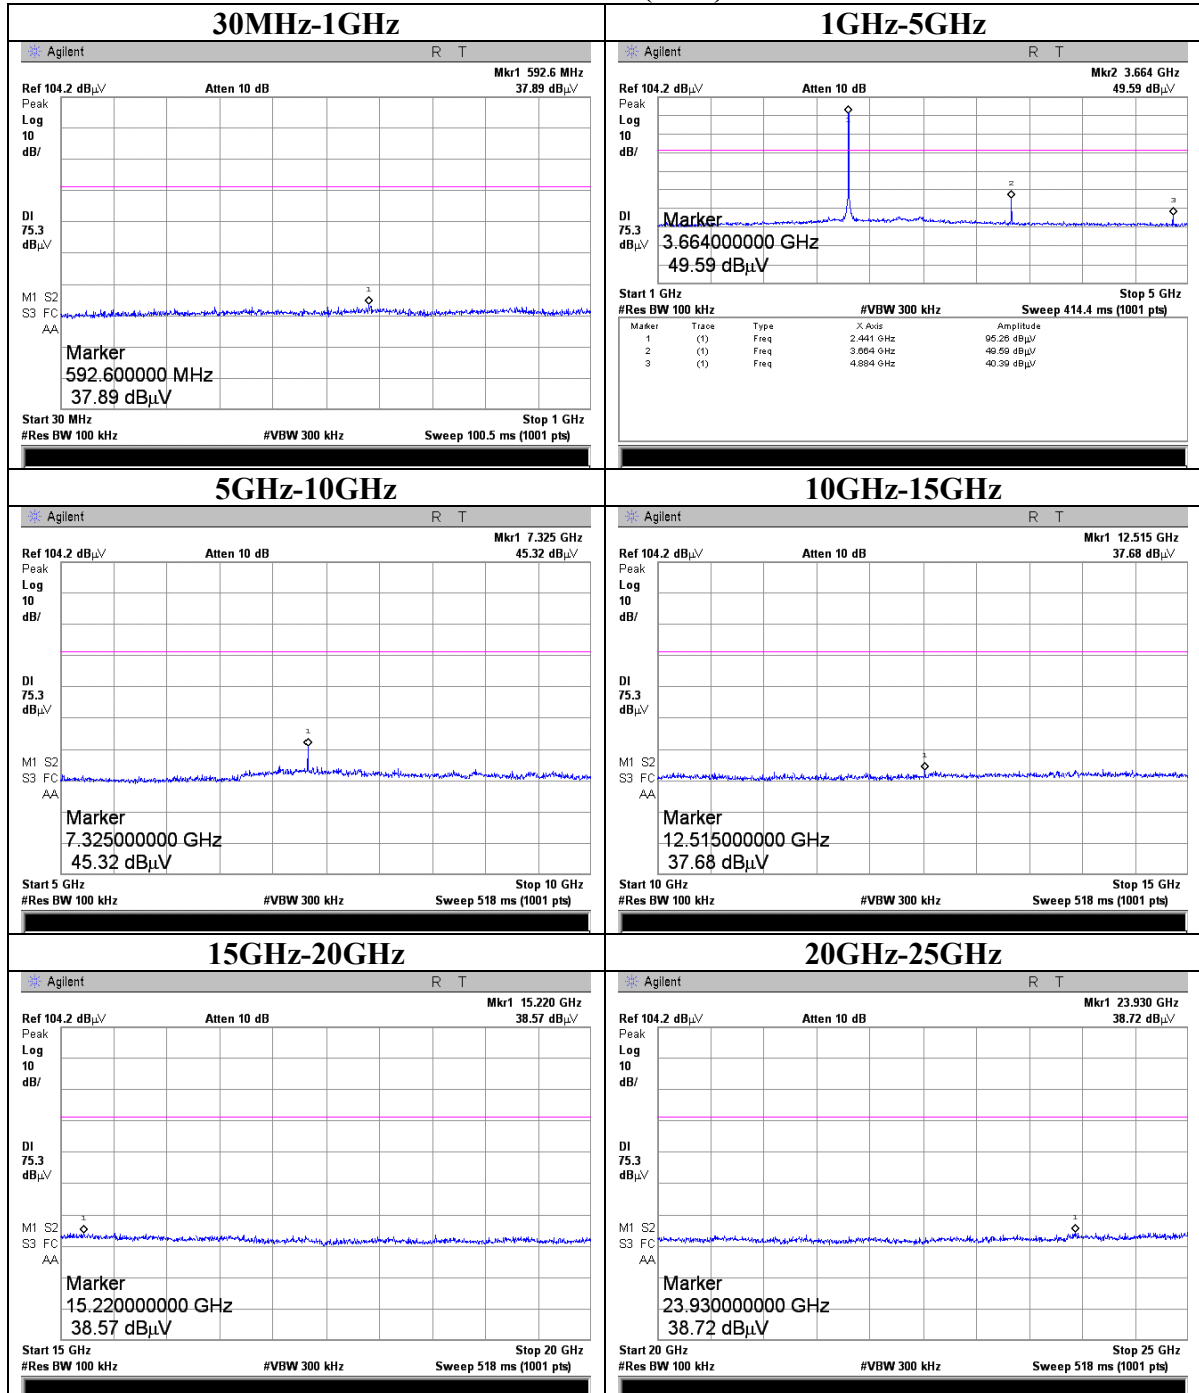 30MHz-1GHz
Agilent R T
Mkr1 592.6 MHz
Ref 104.2 dBµV Atten 10 dB 37.89 dBµV
Peak
Log
10
dB/
DI
75.3
dBµV
1
M1 S2
S3 FC
AA
Marker
592.600000 MHz
37.89 dBµV
Start 30 MHz Stop 1 GHz
#Res BW 100 kHz #VBW 300 kHz Sweep 100.5 ms (1001 pts)
1GHz-5GHz
Agilent R T
Mkr2 3.664 GHz
Ref 104.2 dBµV Atten 10 dB 49.59 dBµV
Peak
Log
10
dB/
1
2
3
DI
75.3
dBµV
Marker
3.664000000 GHz
49.59 dBµV
Start 1 GHz Stop 5 GHz
#Res BW 100 kHz #VBW 300 kHz Sweep 414.4 ms (1001 pts)
Marker Trace Type X Axis Amplitude
1 (1) Freq 2.441 GHz 95.26 dBµV
2 (1) Freq 3.664 GHz 49.59 dBµV
3 (1) Freq 4.884 GHz 40.39 dBµV
5GHz-10GHz
Agilent R T
Mkr1 7.325 GHz
Ref 104.2 dBµV Atten 10 dB 45.32 dBµV
Peak
Log
10
dB/
DI
75.3
dBµV
1
M1 S2
S3 FC
AA
Marker
7.325000000 GHz
45.32 dBµV
Start 5 GHz Stop 10 GHz
#Res BW 100 kHz #VBW 300 kHz Sweep 518 ms (1001 pts)
10GHz-15GHz
Agilent R T
Mkr1 12.515 GHz
Ref 104.2 dBµV Atten 10 dB 37.68 dBµV
Peak
Log
10
dB/
DI
75.3
dBµV
1
M1 S2
S3 FC
AA
Marker
12.515000000 GHz
37.68 dBµV
Start 10 GHz Stop 15 GHz
#Res BW 100 kHz #VBW 300 kHz Sweep 518 ms (1001 pts)
15GHz-20GHz
Agilent R T
Mkr1 15.220 GHz
Ref 104.2 dBµV Atten 10 dB 38.57 dBµV
Peak
Log
10
dB/
DI
75.3
dBµV
1
M1 S2
S3 FC
AA
Marker
15.220000000 GHz
38.57 dBµV
Start 15 GHz Stop 20 GHz
#Res BW 100 kHz #VBW 300 kHz Sweep 518 ms (1001 pts)
20GHz-25GHz
Agilent R T
Mkr1 23.930 GHz
Ref 104.2 dBµV Atten 10 dB 38.72 dBµV
Peak
Log
10
dB/
DI
75.3
dBµV
1
M1 S2
S3 FC
AA
Marker
23.930000000 GHz
38.72 dBµV
Start 20 GHz Stop 25 GHz
#Res BW 100 kHz #VBW 300 kHz Sweep 518 ms (1001 pts)